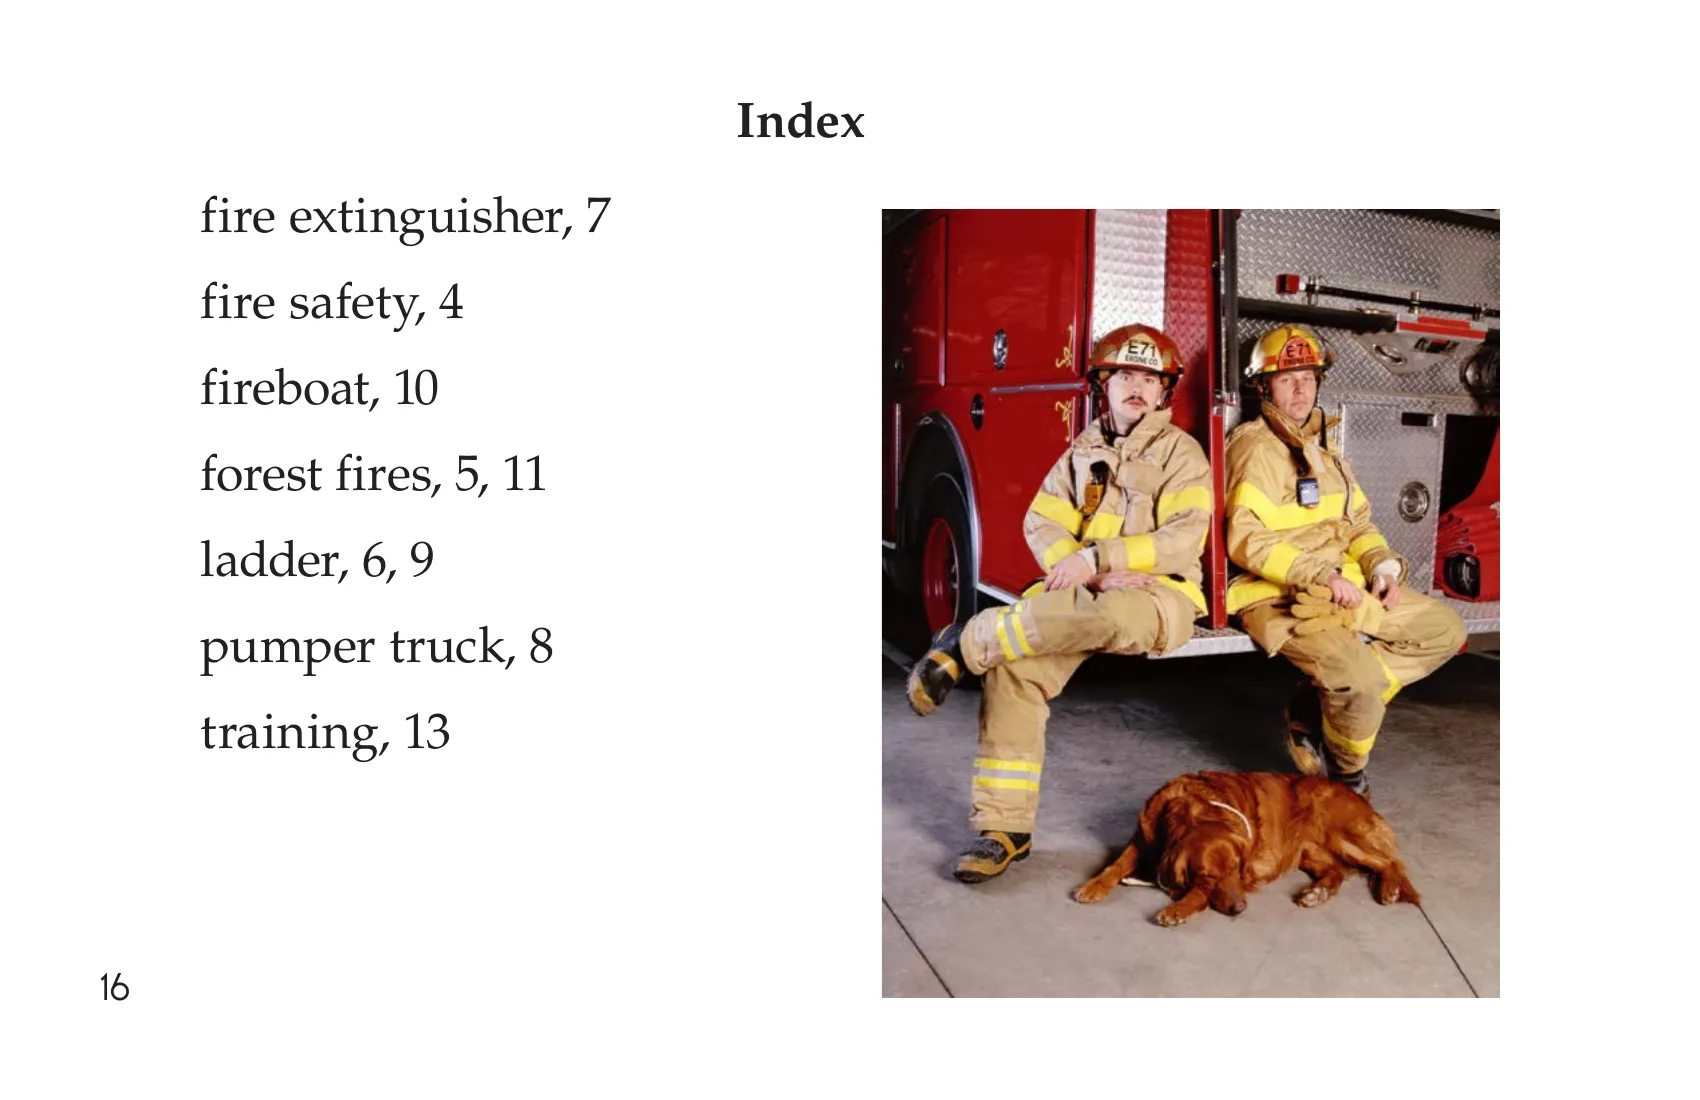 Index
fire extinguisher, 7
fire safety, 4
fireboat, 10
forest fires, 5, 11
ladder, 6, 9
pumper truck, 8
training, 13
E71
ENGINE CO.
E71
ENGINE CO.
16